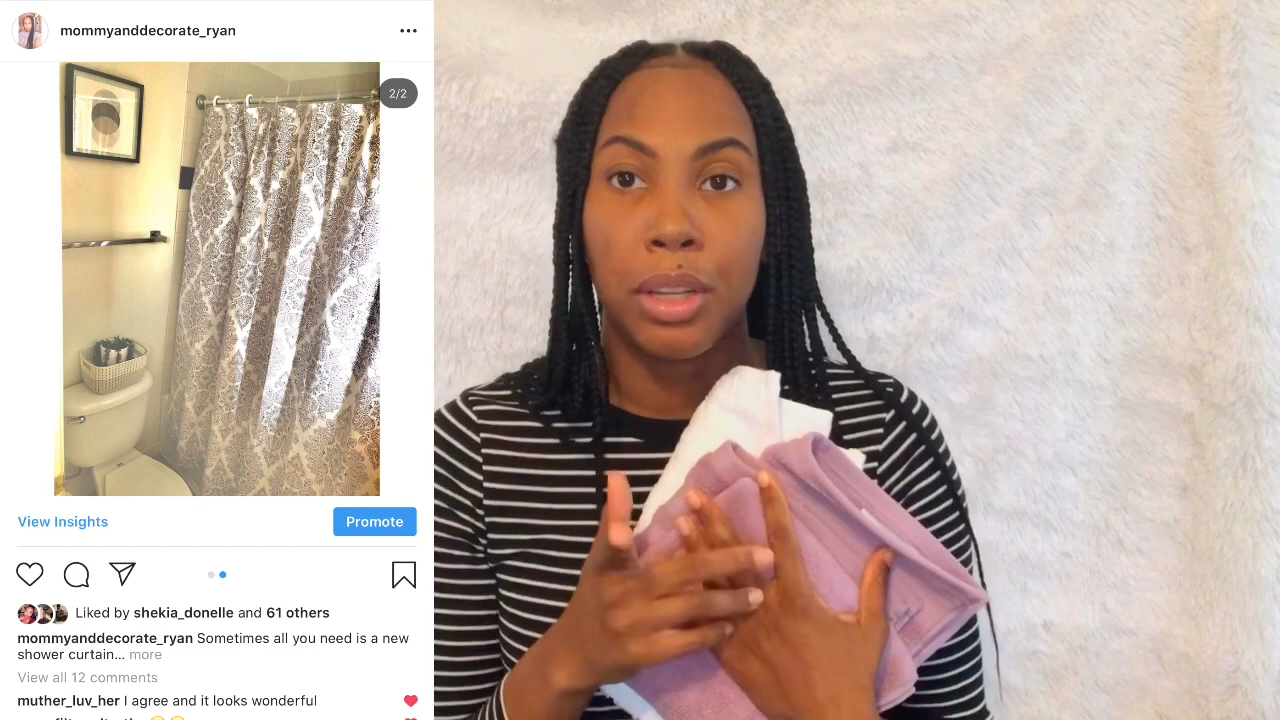 mommyanddecorate_ryan
2/2
View Insights
Promote
Liked by shekia_donelle and 61 others
mommyanddecorate_ryan Sometimes all you need is a new
shower curtain... more
View all 12 comments
muther_luv_her I agree and it looks wonderful